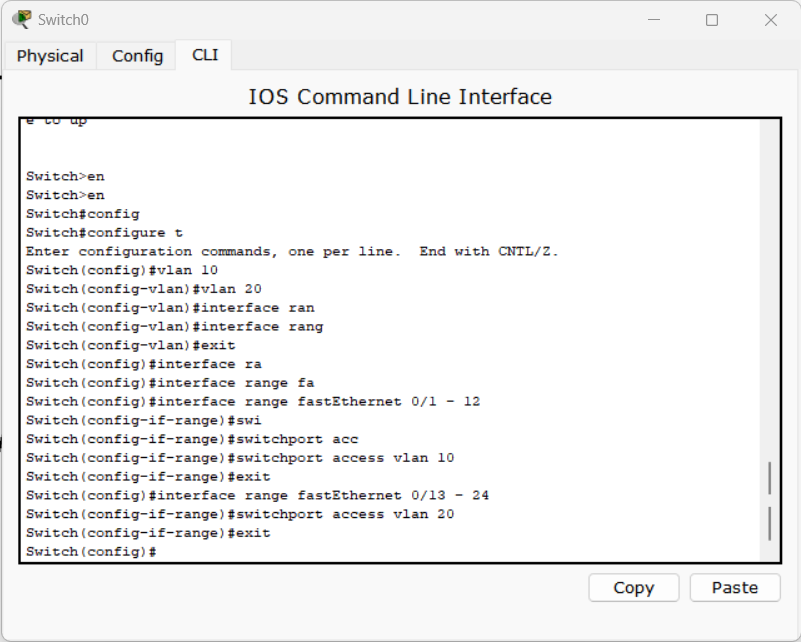 Switch0
Physical Config CLI
IOS Command Line Interface
e to up
Switch>en
Switch>en
Switch#config
Switch#configure t
Enter configuration commands, one per line.  End with CNTL/Z.
Switch(config)#vlan 10
Switch(config-vlan)#vlan 20
Switch(config-vlan)#interface ran
Switch(config-vlan)#interface rang
Switch(config-vlan)#exit
Switch(config)#interface ra
Switch(config)#interface range fa
Switch(config)#interface range fastEthernet 0/1 - 12
Switch(config-if-range)#swi
Switch(config-if-range)#switchport acc
Switch(config-if-range)#switchport access vlan 10
Switch(config-if-range)#exit
Switch(config)#interface range fastEthernet 0/13 - 24
Switch(config-if-range)#switchport access vlan 20
Switch(config-if-range)#exit
Switch(config)#
Copy Paste